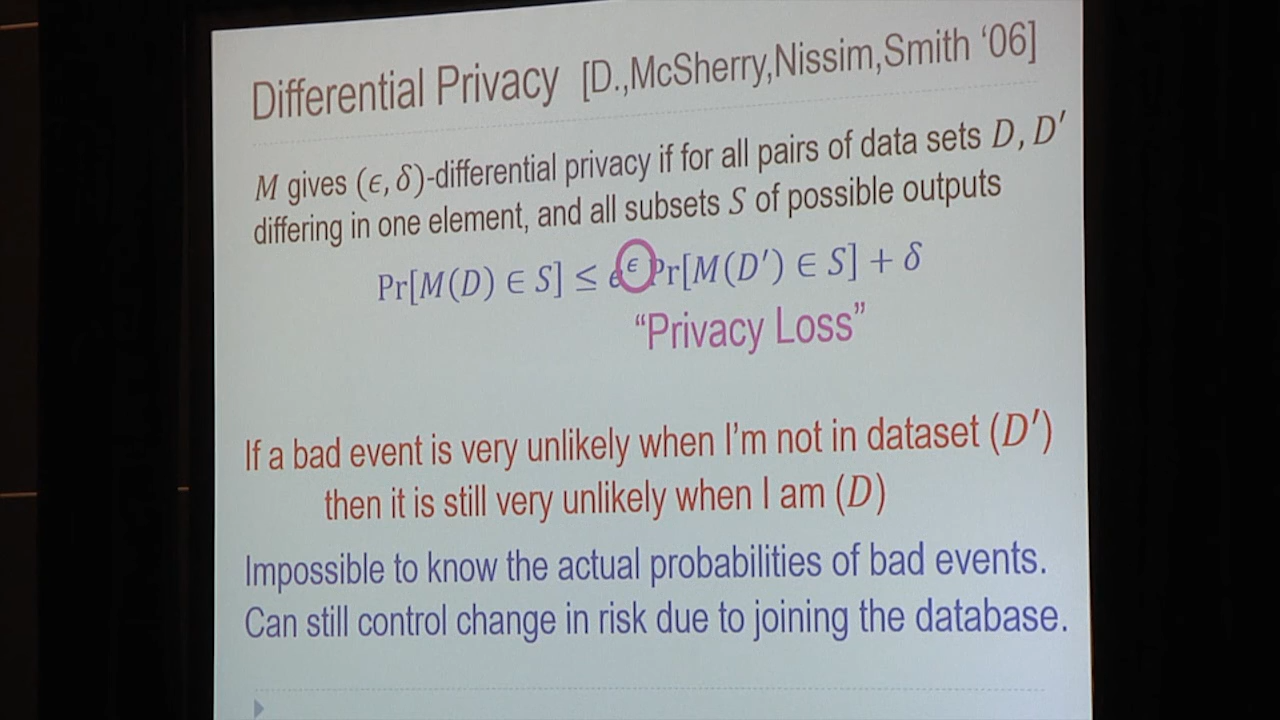 Differential Privacy [D.,McSherry,Nissim,Smith ‘06]
M gives (ϵ, δ)-differential privacy if for all pairs of data sets D, D′
differing in one element, and all subsets S of possible outputs
Pr[M(D) ∈ S] ≤ e^ϵ Pr[M(D′) ∈ S] + δ
“Privacy Loss”
If a bad event is very unlikely when I’m not in dataset (D′)
then it is still very unlikely when I am (D)
Impossible to know the actual probabilities of bad events.
Can still control change in risk due to joining the database.